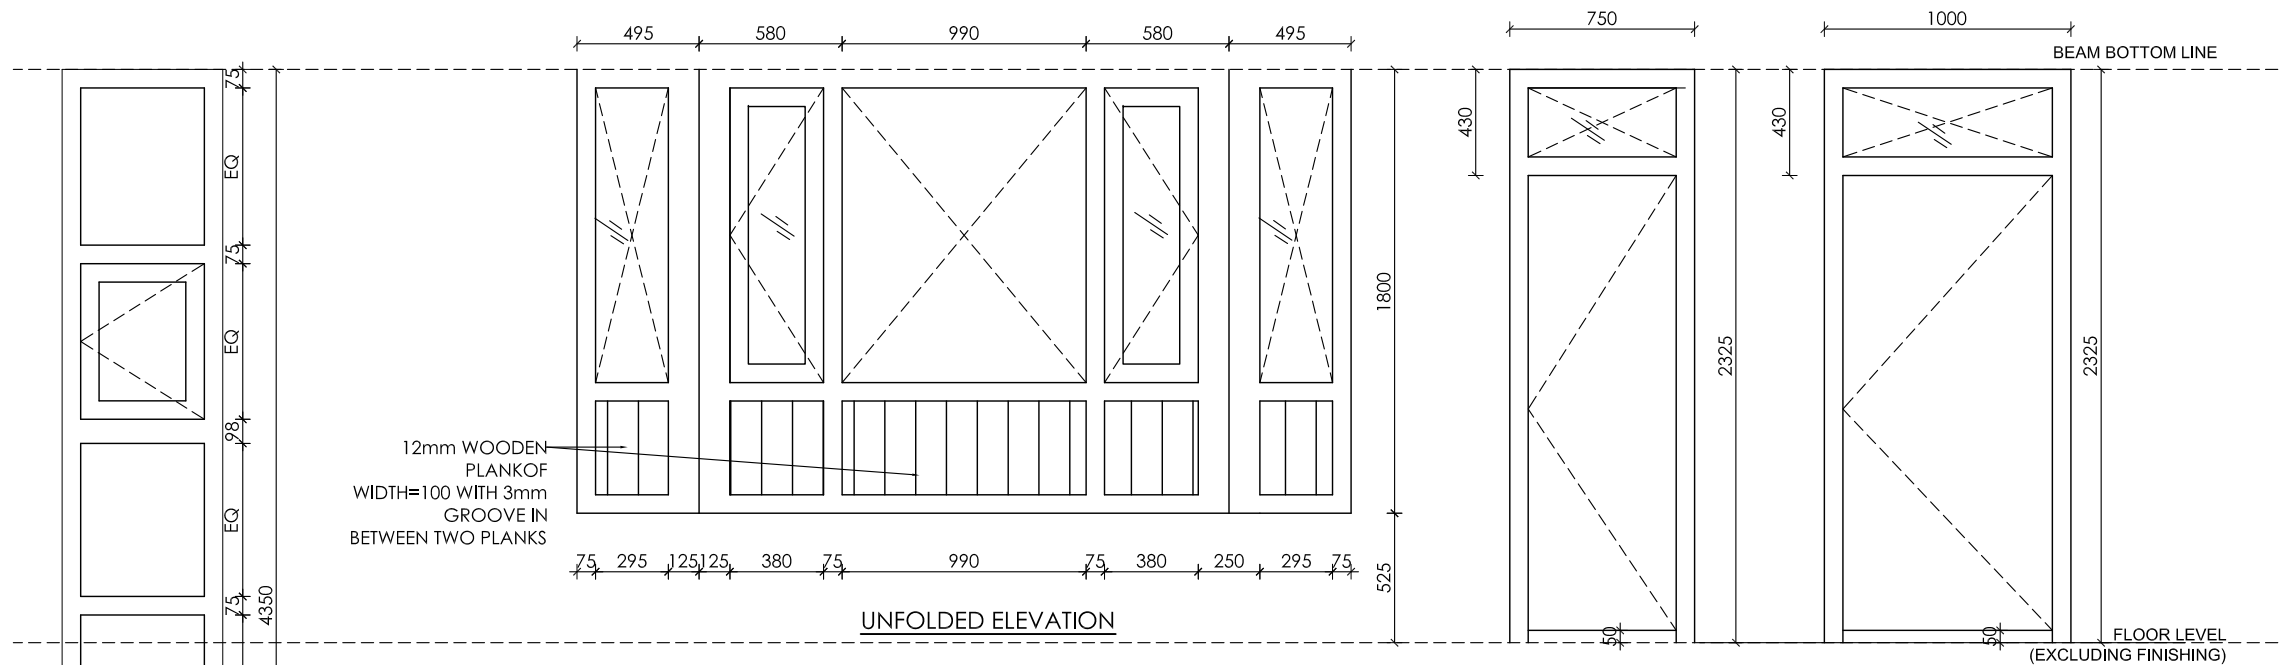 495 580 990 580 495
750
1000
BEAM BOTTOM LINE
75
EQ
75
EQ
98
EQ
75
4350
430
430
1800
2325
2325
12mm WOODEN
PLANKOF
WIDTH=100 WITH 3mm
GROOVE IN
BETWEEN TWO PLANKS
75 295 125 125 380 75 990 75 380 250 295 75
525
UNFOLDED ELEVATION
50
50
FLOOR LEVEL
(EXCLUDING FINISHING)